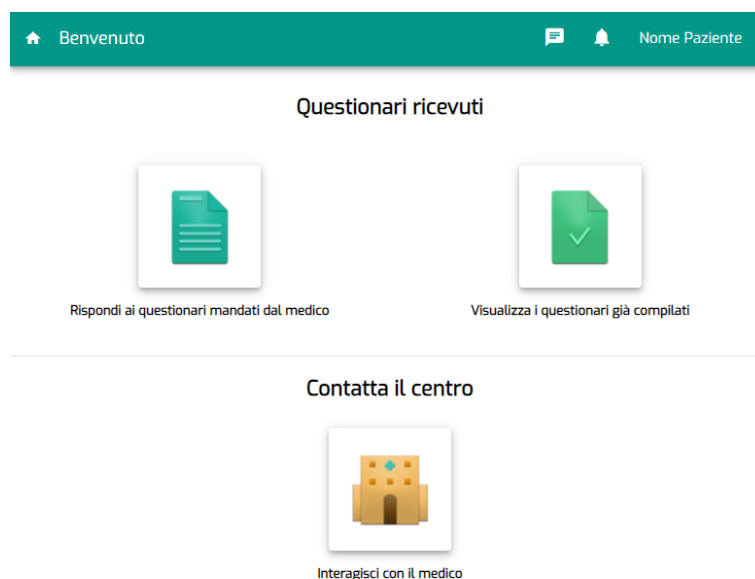 Benvenuto
Nome Paziente
Questionari ricevuti
Rispondi ai questionari mandati dal medico
Visualizza i questionari già compilati
Contatta il centro
Interagisci con il medico